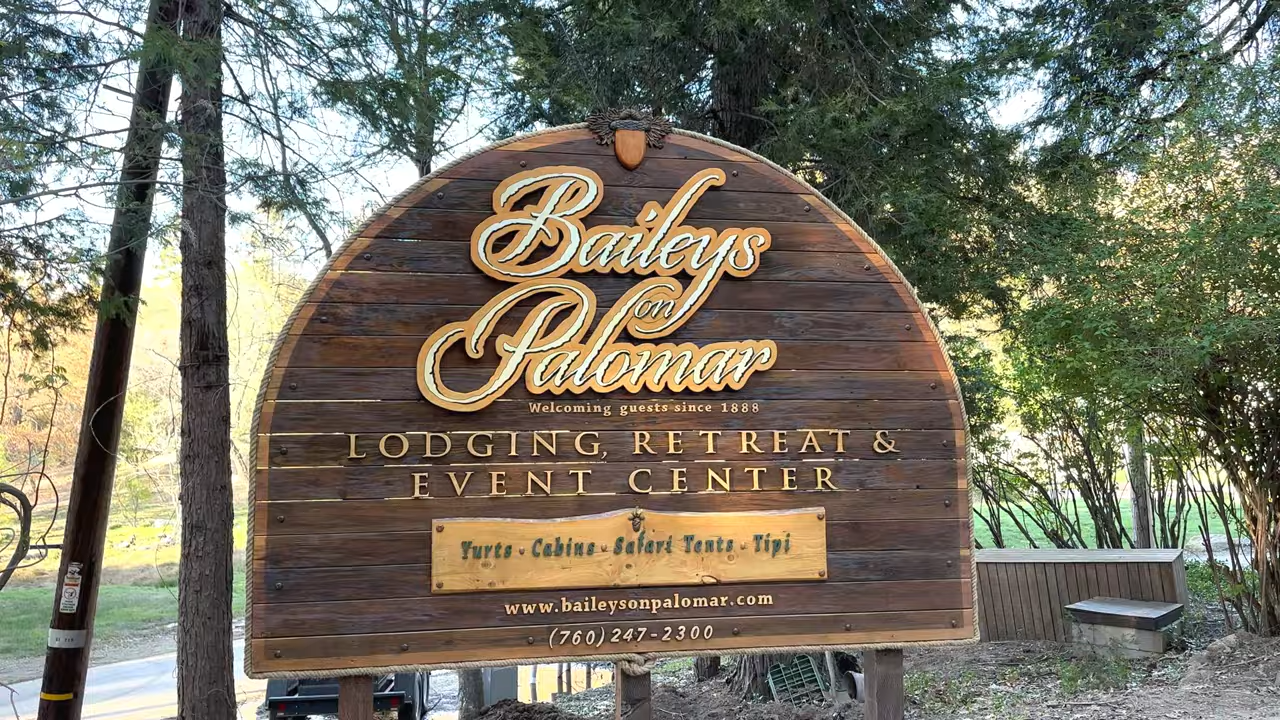 Baileys
on
Palomar
Welcoming guests since 1888
LODGING, RETREAT &
EVENT CENTER
Yurts · Cabins · Safari Tents · Tipi
www.baileysonpalomar.com
(760)247-2300